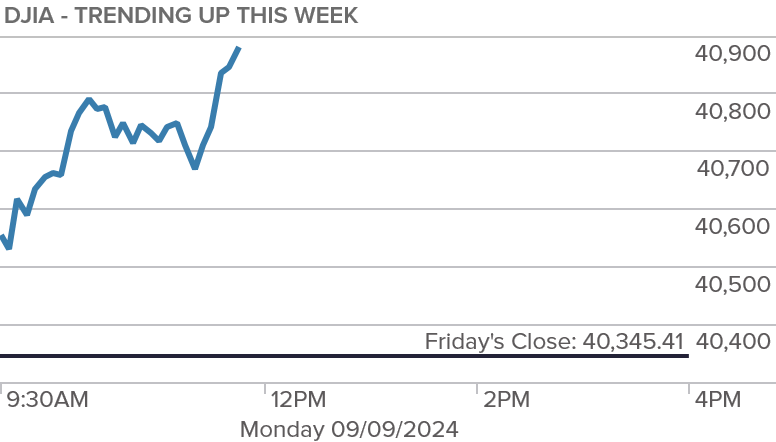 DJIA - TRENDING UP THIS WEEK
40,900
40,800
40,700
40,600
40,500
Friday's Close: 40,345.41 40,400
9:30AM 12PM 2PM 4PM
Monday 09/09/2024